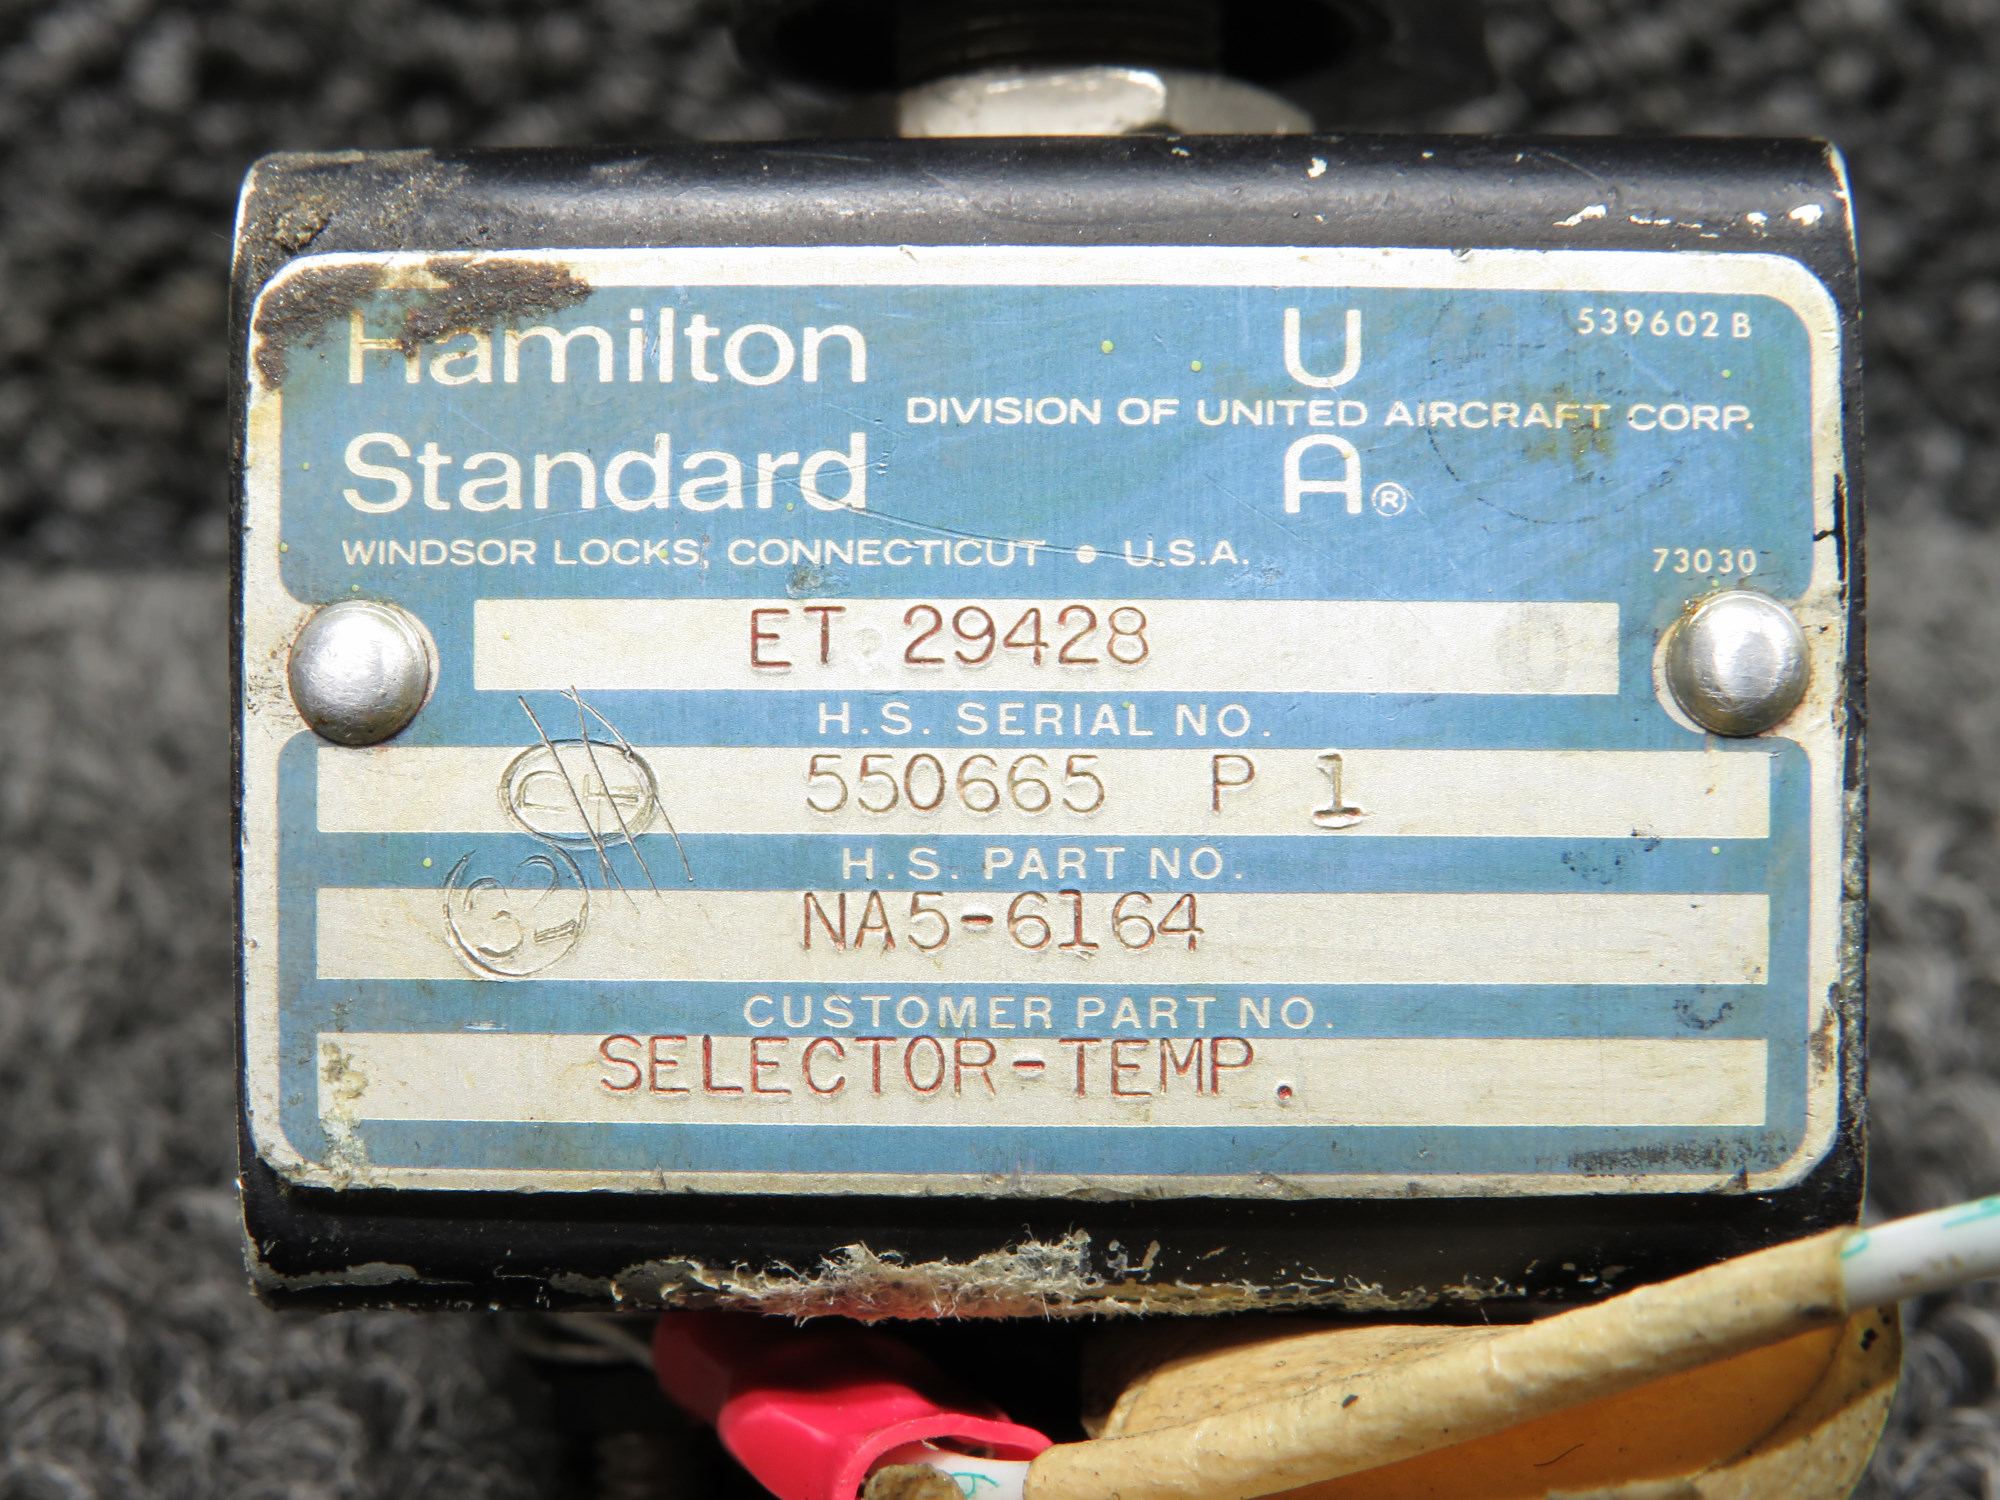 Hamilton
Standard
U
A®
539602 B
DIVISION OF UNITED AIRCRAFT CORP.
WINDSOR LOCKS, CONNECTICUT • U.S.A.
73030
ET 29428
H.S. SERIAL NO.
550665 P 1
H.S. PART NO.
NA5-6164
CUSTOMER PART NO.
SELECTOR-TEMP.